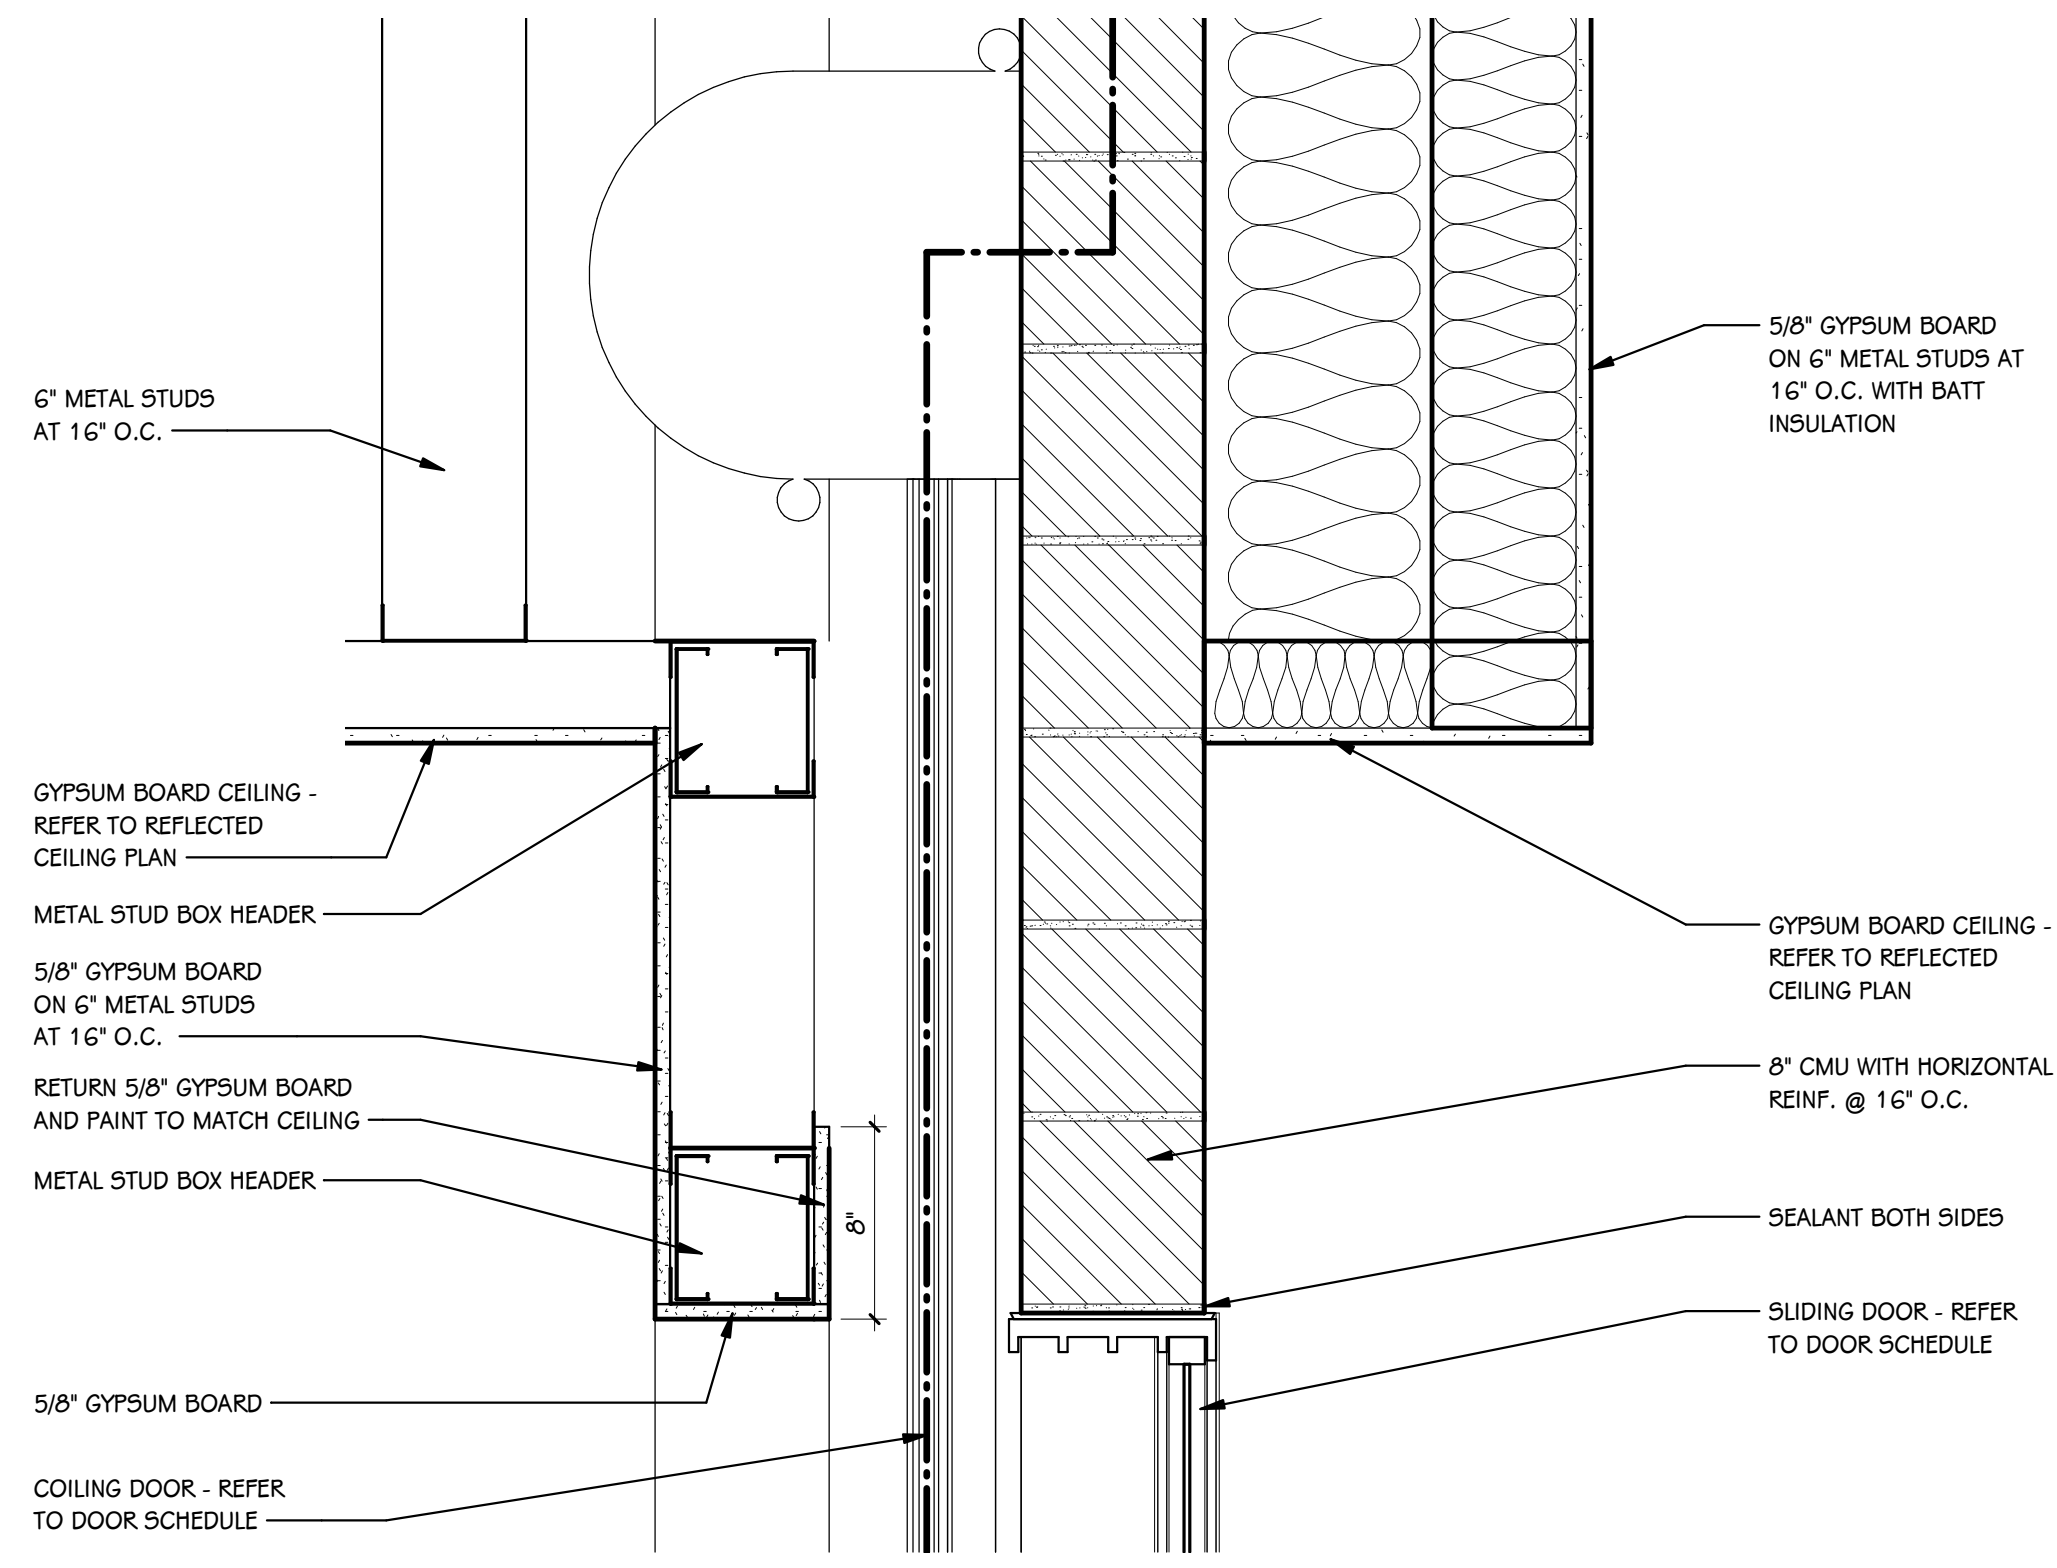 6" METAL STUDS
AT 16" O.C.
GYPSUM BOARD CEILING -
REFER TO REFLECTED
CEILING PLAN
METAL STUD BOX HEADER
5/8" GYPSUM BOARD
ON 6" METAL STUDS
AT 16" O.C.
RETURN 5/8" GYPSUM BOARD
AND PAINT TO MATCH CEILING
METAL STUD BOX HEADER
5/8" GYPSUM BOARD
COILING DOOR - REFER
TO DOOR SCHEDULE
8"
5/8" GYPSUM BOARD
ON 6" METAL STUDS AT
16" O.C. WITH BATT
INSULATION
GYPSUM BOARD CEILING -
REFER TO REFLECTED
CEILING PLAN
8" CMU WITH HORIZONTAL
REINF. @ 16" O.C.
SEALANT BOTH SIDES
SLIDING DOOR - REFER
TO DOOR SCHEDULE